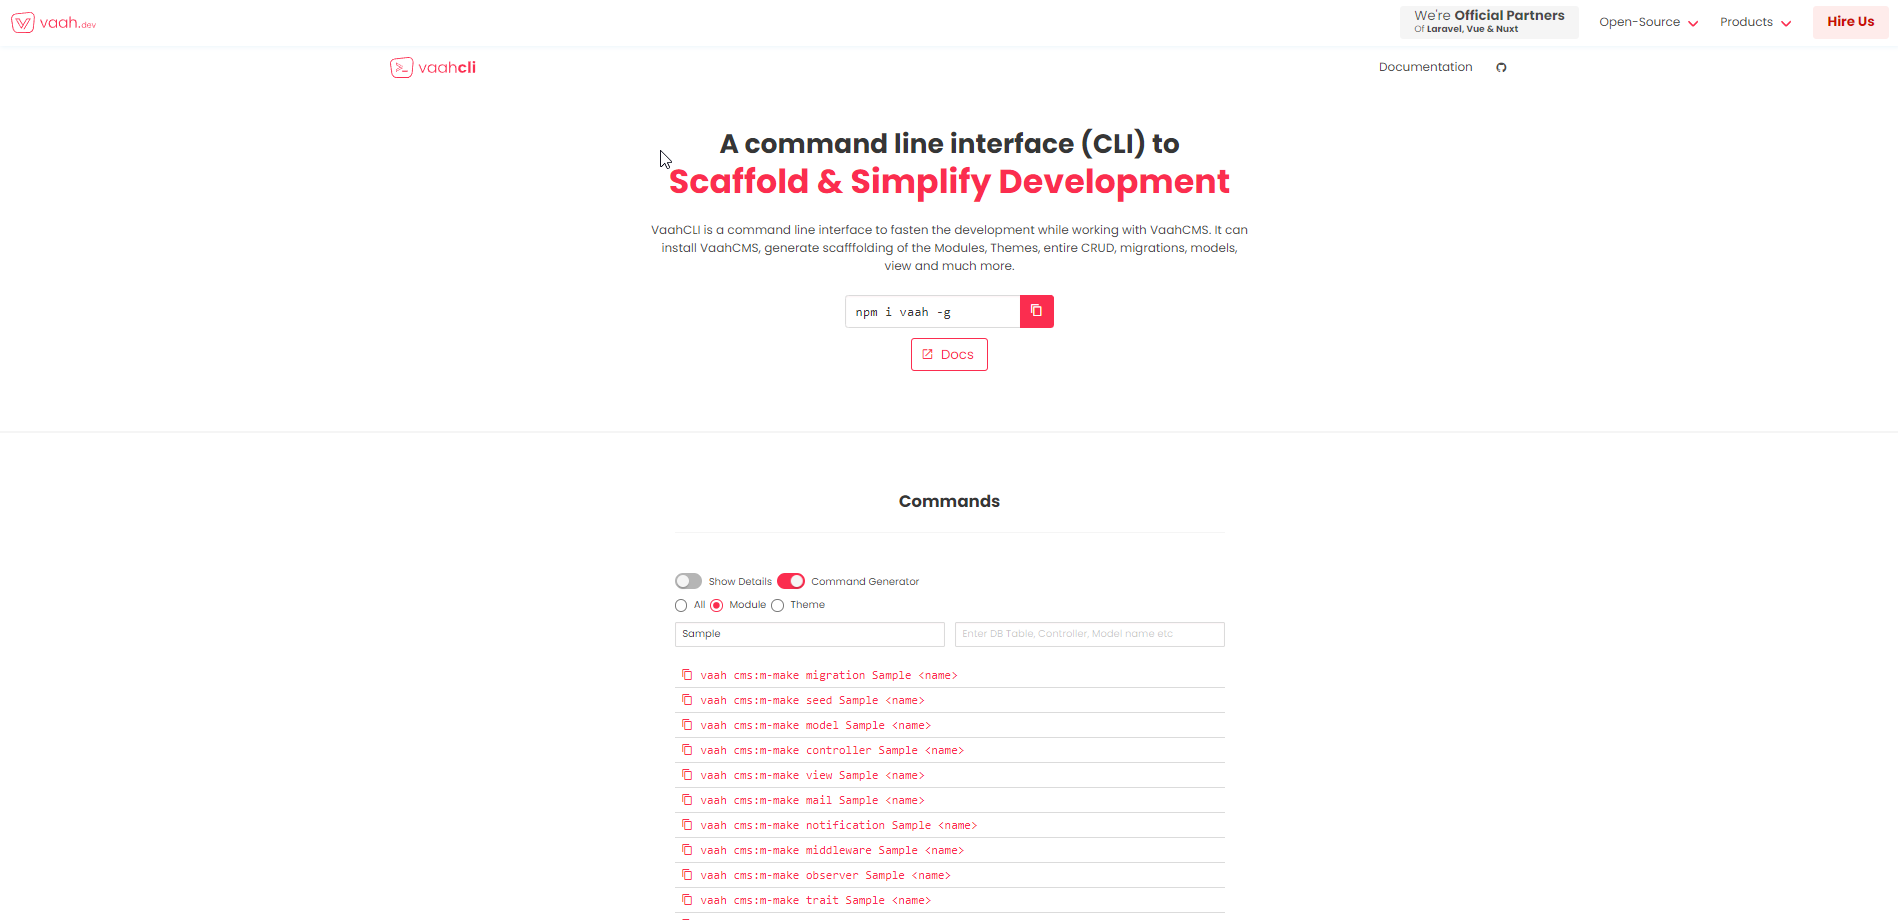 vaah.dev
We're Official Partners
Of Laravel, Vue & Nuxt
Open-Source
Products
Hire Us
vaahcli
Documentation
A command line interface (CLI) to
Scaffold & Simplify Development
VaahCLI is a command line interface to fasten the development while working with VaahCMS. It can
install VaahCMS, generate scafffolding of the Modules, Themes, entire CRUD, migrations, models,
view and much more.
npm i vaah -g
Docs
Commands
Show Details
Command Generator
All
Module
Theme
Sample
Enter DB Table, Controller, Model name etc
vaah cms:m-make migration Sample <name>
vaah cms:m-make seed Sample <name>
vaah cms:m-make model Sample <name>
vaah cms:m-make controller Sample <name>
vaah cms:m-make view Sample <name>
vaah cms:m-make mail Sample <name>
vaah cms:m-make notification Sample <name>
vaah cms:m-make middleware Sample <name>
vaah cms:m-make observer Sample <name>
vaah cms:m-make trait Sample <name>